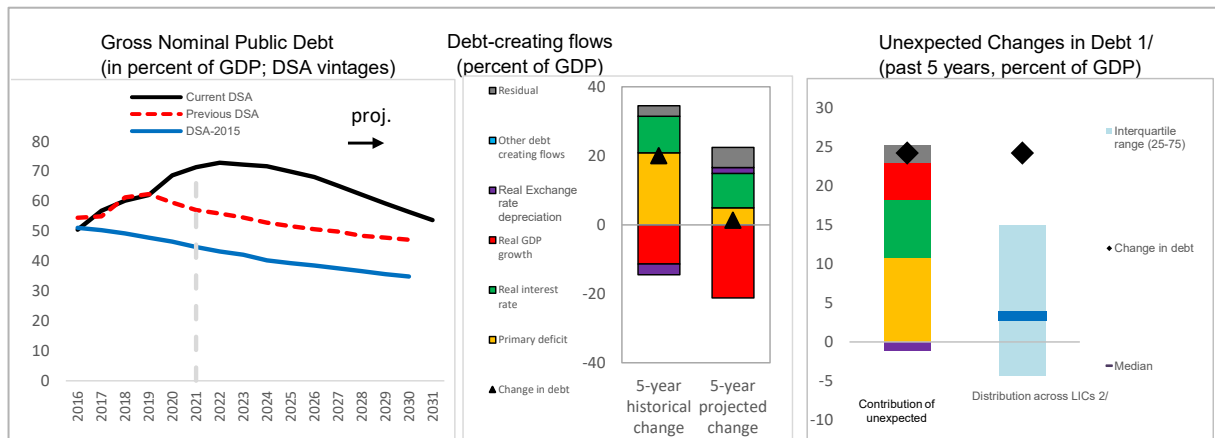 Gross Nominal Public Debt
(in percent of GDP; DSA vintages)
Current DSA
Previous DSA
DSA-2015
proj.
80
70
60
50
40
30
20
10
0
2016
2017
2018
2019
2020
2021
2022
2023
2024
2025
2026
2027
2028
2029
2030
2031
Debt-creating flows
(percent of GDP)
Residual
Other debt
creating flows
Real Exchange
rate depreciation
Real GDP
growth
Real interest
rate
Primary deficit
Change in debt
40
20
0
-20
-40
5-year
historical
change
5-year
projected
change
Unexpected Changes in Debt 1/
(past 5 years, percent of GDP)
30
25
20
15
10
5
0
-5
-10
Interquartile
range (25-75)
Change in debt
Median
Contribution of
unexpected
Distribution across LICs 2/